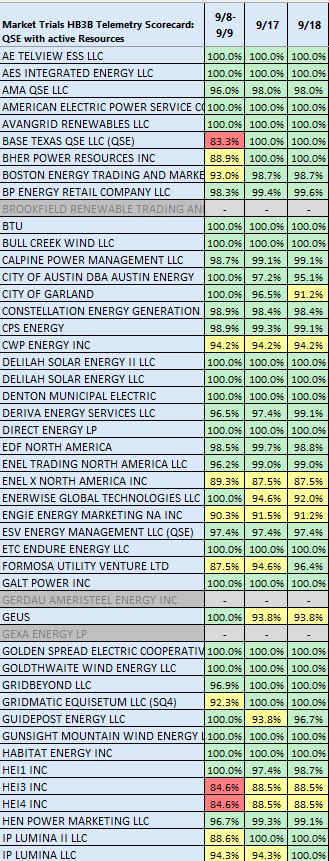 Market Trials HB3B Telemetry Scorecard: 9/8- 9/17 9/18
QSE with active Resources 9/9
AE TELVIEW ESS LLC 100.0% 100.0% 100.0%
AES INTEGRATED ENERGY LLC 100.0% 100.0% 100.0%
AMA QSE LLC 96.0% 98.0% 98.0%
AMERICAN ELECTRIC POWER SERVICE CO 100.0% 100.0% 100.0%
AVANGRID RENEWABLES LLC 100.0% 100.0% 100.0%
BASE TEXAS QSE LLC (QSE) 83.3% 100.0% 100.0%
BHER POWER RESOURCES INC 88.9% 100.0% 100.0%
BOSTON ENERGY TRADING AND MARKE 93.0% 98.7% 98.7%
BP ENERGY RETAIL COMPANY LLC 98.3% 99.4% 99.6%
BROOKFIELD RENEWABLE TRADING AN - - -
BTU 100.0% 100.0% 100.0%
BULL CREEK WIND LLC 100.0% 100.0% 100.0%
CALPINE POWER MANAGEMENT LLC 98.7% 99.1% 99.1%
CITY OF AUSTIN DBA AUSTIN ENERGY 100.0% 97.2% 95.1%
CITY OF GARLAND 100.0% 96.5% 91.2%
CONSTELLATION ENERGY GENERATION 98.9% 98.4% 98.4%
CPS ENERGY 98.9% 99.3% 99.1%
CWP ENERGY INC 94.2% 94.2% 94.2%
DELILAH SOLAR ENERGY II LLC 100.0% 100.0% 100.0%
DELILAH SOLAR ENERGY LLC 100.0% 100.0% 100.0%
DENTON MUNICIPAL ELECTRIC 100.0% 100.0% 100.0%
DERIVA ENERGY SERVICES LLC 96.5% 97.4% 99.1%
DIRECT ENERGY LP 100.0% 100.0% 100.0%
EDF NORTH AMERICA 98.5% 99.7% 98.8%
ENEL TRADING NORTH AMERICA LLC 96.2% 99.0% 99.0%
ENEL X NORTH AMERICA INC 89.3% 87.5% 87.5%
ENERWISE GLOBAL TECHNOLOGIES LLC 100.0% 94.6% 92.0%
ENGIE ENERGY MARKETING NA INC 90.3% 91.5% 91.2%
ESV ENERGY MANAGEMENT LLC (QSE) 97.4% 97.4% 97.4%
ETC ENDURE ENERGY LLC 100.0% 100.0% 100.0%
FORMOSA UTILITY VENTURE LTD 87.5% 94.6% 96.4%
GALT POWER INC 100.0% 100.0% 100.0%
GERDAU AMERISTEEL ENERGY INC - - -
GEUS 100.0% 93.8% 93.8%
GEXA ENERGY LP - - -
GOLDEN SPREAD ELECTRIC COOPERATIV 100.0% 100.0% 100.0%
GOLDTHWAITE WIND ENERGY LLC 100.0% 100.0% 100.0%
GRIDBEYOND LLC 96.9% 100.0% 100.0%
GRIDMATIC EQUISETUM LLC (SQ4) 92.3% 100.0% 100.0%
GUIDEPOST ENERGY LLC 100.0% 93.8% 96.7%
GUNSIGHT MOUNTAIN WIND ENERGY L 100.0% 100.0% 100.0%
HABITAT ENERGY INC 100.0% 100.0% 100.0%
HEI1 INC 100.0% 97.4% 98.7%
HEI3 INC 84.6% 88.5% 88.5%
HEI4 INC 84.6% 88.5% 88.5%
HEN POWER MARKETING LLC 96.7% 99.3% 99.1%
IP LUMINA II LLC 88.6% 100.0% 100.0%
IP LUMINA LLC 94.3% 94.3% 100.0%